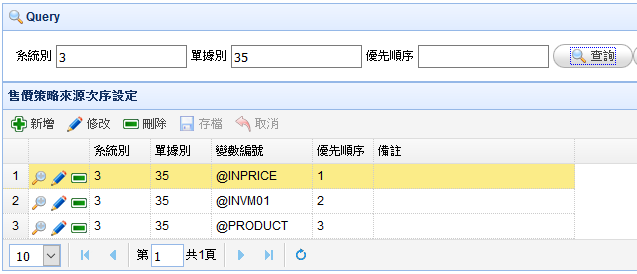 Query
系統別 3 單據別 35 優先順序 查詢
售價策略來源次序設定
新增 修改 刪除 存檔 取消
系統別 單據別 變數編號 優先順序 備註
1 3 35 @INPRICE 1
2 3 35 @INVM01 2
3 3 35 @PRODUCT 3
10 第 1 共1頁